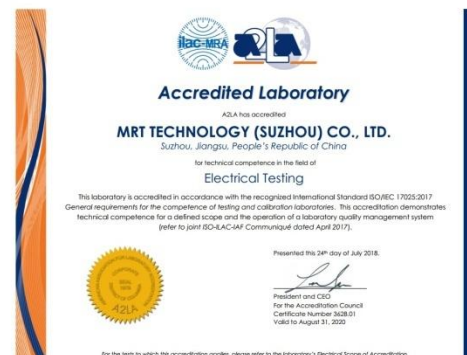 ilac-MRA
A2LA
Accredited Laboratory
A2LA has accredited
MRT TECHNOLOGY (SUZHOU) CO., LTD.
Suzhou, Jiangsu, People's Republic of China
for technical competence in the field of
Electrical Testing
This laboratory is accredited in accordance with the recognized International Standard ISO/IEC 17025:2017
General requirements for the competence of testing and calibration laboratories. This accreditation demonstrates
technical competence for a defined scope and the operation of a laboratory quality management system
(refer to joint ISO-ILAC-IAF Communiqué dated April 2017).
Presented this 24th day of July 2018.
President and CEO
For the Accreditation Council
Certificate Number 3628.01
Valid to August 31, 2020
CORPORATE
SEAL
1978
A2LA
For the tests to which this accreditation applies, please refer to the laboratory's Electrical Scope of Accreditation.